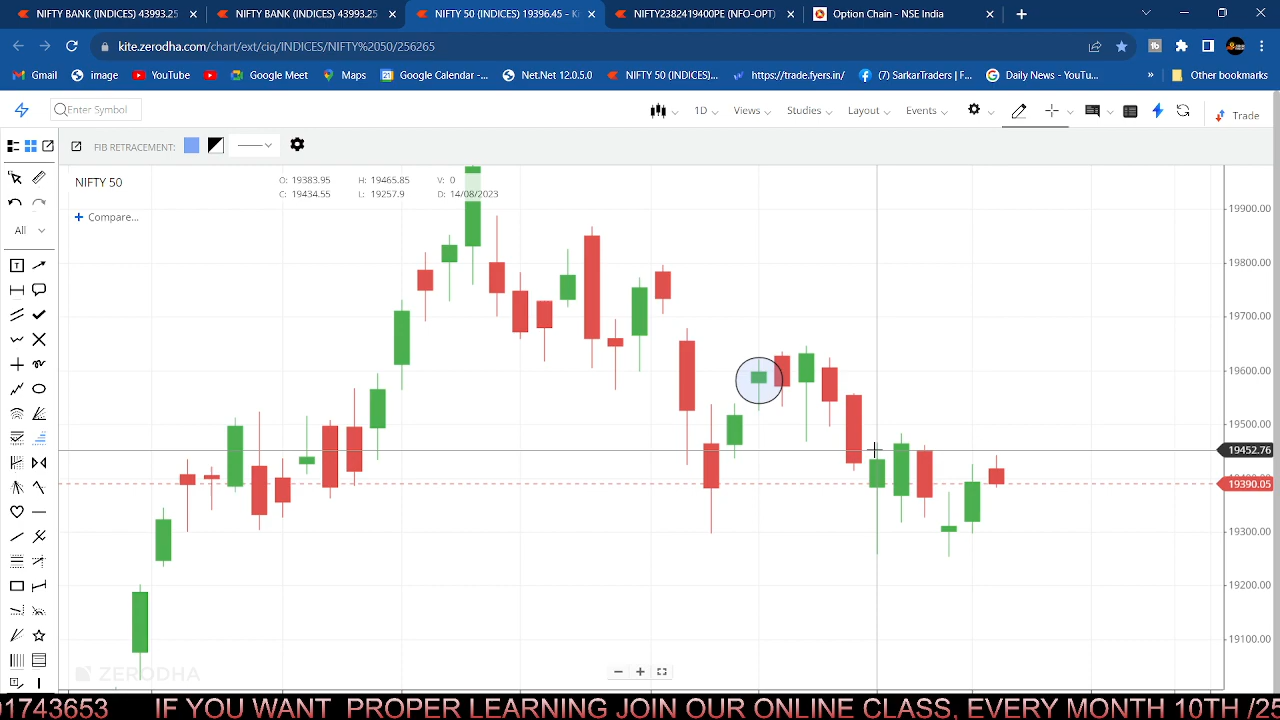 NIFTY BANK (INDICES) 43993.25
NIFTY BANK (INDICES) 43993.25
NIFTY 50 (INDICES) 19396.45 – Ki
NIFTY2382419400PE (NFO-OPT)
Option Chain - NSE India
kite.zerodha.com/chart/ext/ciq/INDICES/NIFTY%2050/256265
Gmail
image
YouTube
Google Meet
Maps
Google Calendar -...
Net.Net 12.0.5.0
NIFTY 50 (INDICES)...
https://trade.fyers.in/
(7) SakaiTraders | F...
Daily News - YouT...
»
Other bookmarks
Enter Symbol
1D
Views
Studies
Layout
Events
Trade
FIB RETRACEMENT:
NIFTY 50
O: 19383.95 H: 19465.85 V: 0
C: 19434.55 L: 19257.9 D: 14/08/2023
+ Compare...
All
19900.00
19800.00
19700.00
19600.00
19500.00
19452.76
19390.05
19300.00
19200.00
19100.00
ZERODHA
01743653 IF YOU WANT PROPER LEARNING JOIN OUR ONLINE CLASS, EVERY MONTH 10TH /25